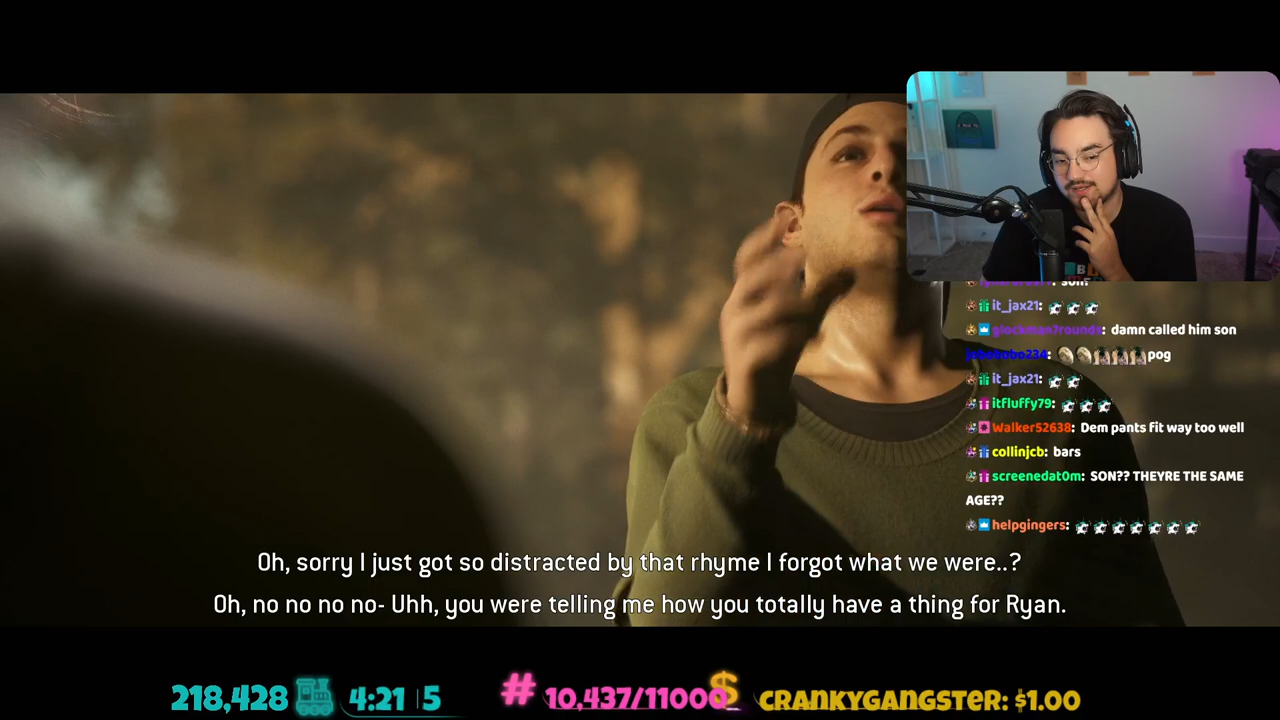 son?
it_jax21:
glockman7rounds: damn called him son
pog
it_jax21:
itfluffy79:
Walker52638: Dem pants fit way too well
collinjcb: bars
screenedat0m: SON?? THEYRE THE SAME
AGE??
helpgingers:
Oh, sorry I just got so distracted by that rhyme I forgot what we were..?
Oh, no no no no- Uhh, you were telling me how you totally have a thing for Ryan.
218,428 4:21 | 5 # 10,437/11000 $ CRANKYGANGSTER: $1.00